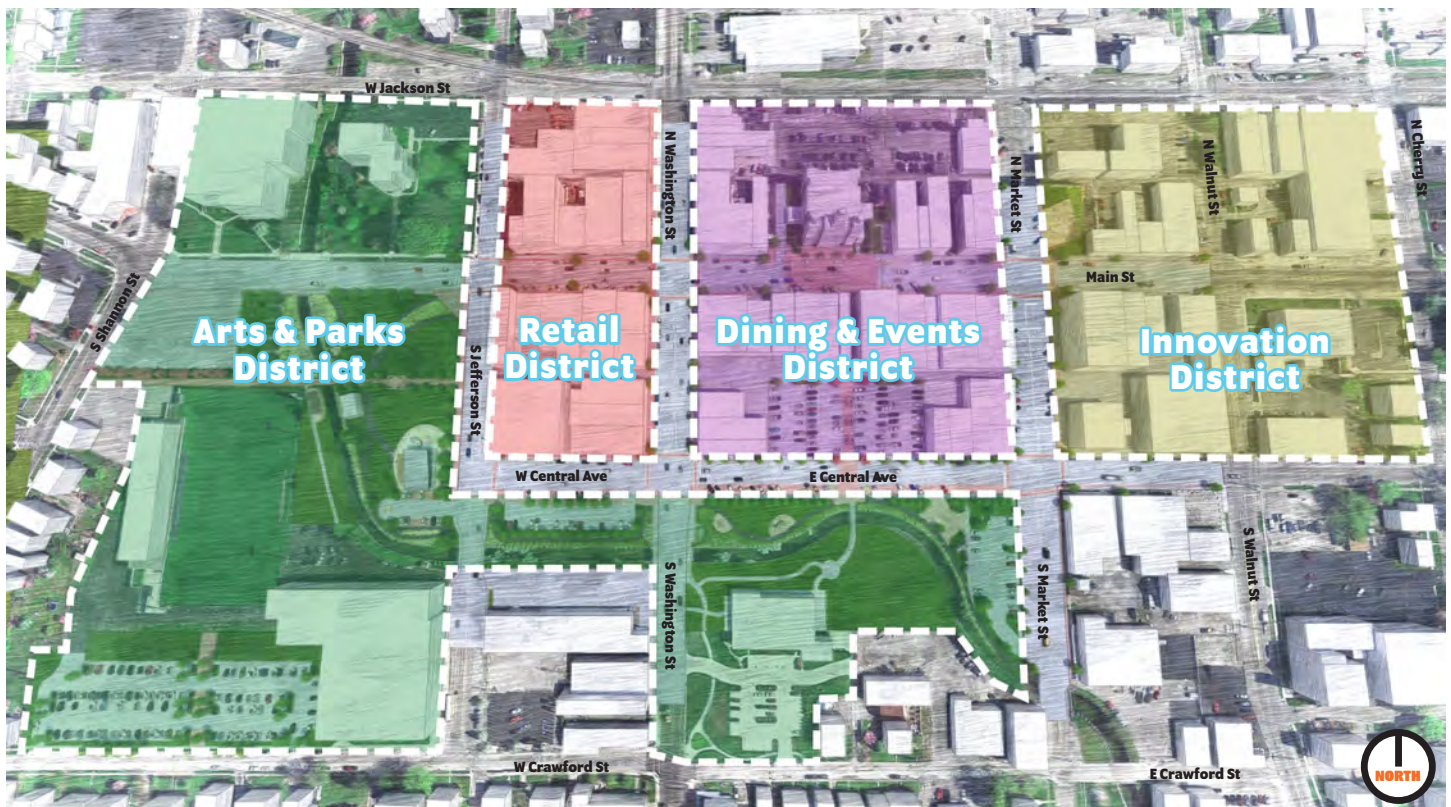 W Jackson St
N Washington St
N Market St
N Walnut St
N Cherry St
S Shannon St
Main St
Arts & Parks
District
S Jefferson St
Retail
District
Dining & Events
District
Innovation
District
W Central Ave
E Central Ave
S Washington St
S Market St
S Walnut St
W Crawford St
E Crawford St
NORTH